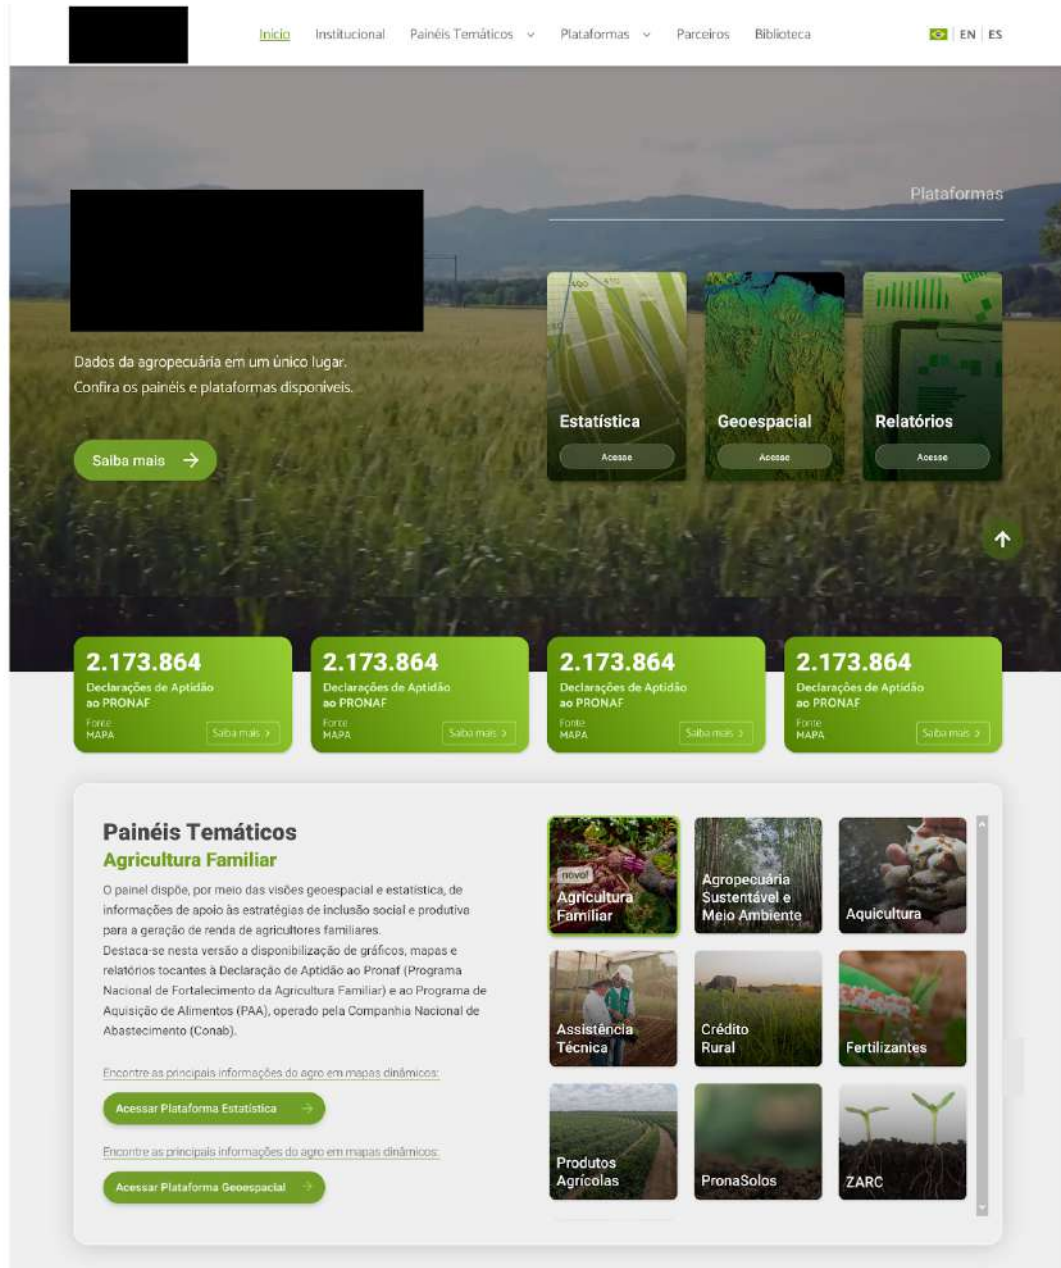 Início Institucional Painéis Temáticos Plataformas Parceiros Biblioteca EN ES
Plataformas
Dados da agropecuária em um único lugar.
Confira os painéis e plataformas disponíveis.
Saiba mais
Estatística Geoespacial Relatórios
Acesse Acesse Acesse
2.173.864
Declarações de Aptidão
ao PRONAF
Fonte
MAPA
Saiba mais
2.173.864
Declarações de Aptidão
ao PRONAF
Fonte
MAPA
Saiba mais
2.173.864
Declarações de Aptidão
ao PRONAF
Fonte
MAPA
Saiba mais
2.173.864
Declarações de Aptidão
ao PRONAF
Fonte
MAPA
Saiba mais
Painéis Temáticos
Agricultura Familiar
O painel dispõe, por meio das visões geoespacial e estatística, de
informações de apoio às estratégias de inclusão social e produtiva
para a geração de renda de agricultores familiares.
Destaca-se nesta versão a disponibilização de gráficos, mapas e
relatórios tocantes à Declaração de Aptidão ao Pronaf (Programa
Nacional de Fortalecimento da Agricultura Familiar) e ao Programa de
Aquisição de Alimentos (PAA), operado pela Companhia Nacional de
Abastecimento (Conab).
Encontre as principais informações do agro em mapas dinâmicos:
Acessar Plataforma Estatística
Encontre as principais informações do agro em mapas dinâmicos:
Acessar Plataforma Geoespacial
novo!
Agricultura
Familiar
Agropecuária
Sustentável e
Meio Ambiente
Aquicultura
Assistência
Técnica
Crédito
Rural
Fertilizantes
Produtos
Agrícolas
PronaSolos
ZARC